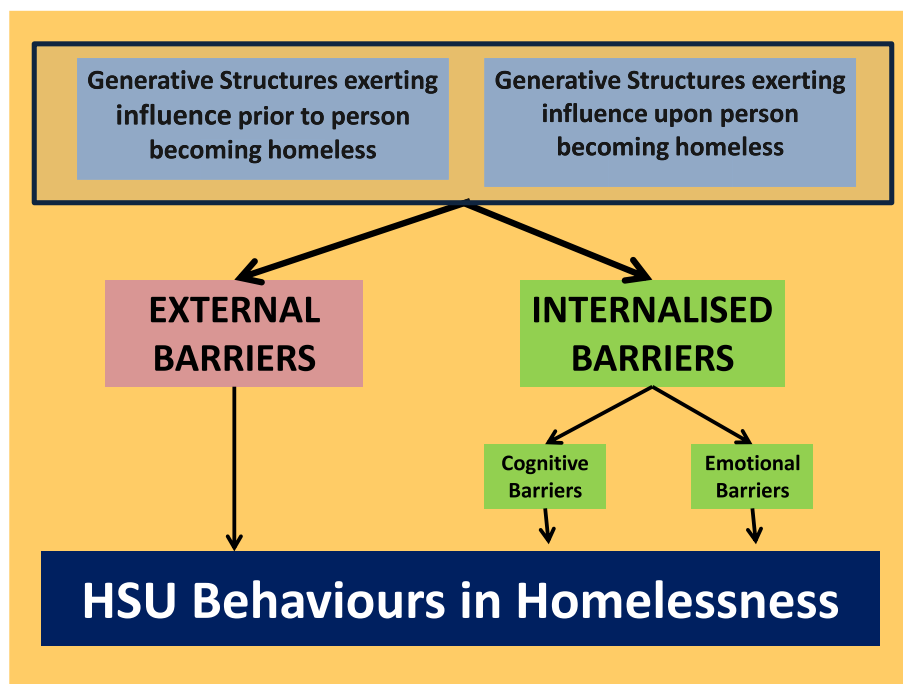 Generative Structures exerting
influence prior to person
becoming homeless
Generative Structures exerting
influence upon person
becoming homeless
EXTERNAL
BARRIERS
INTERNALISED
BARRIERS
Cognitive
Barriers
Emotional
Barriers
HSU Behaviours in Homelessness